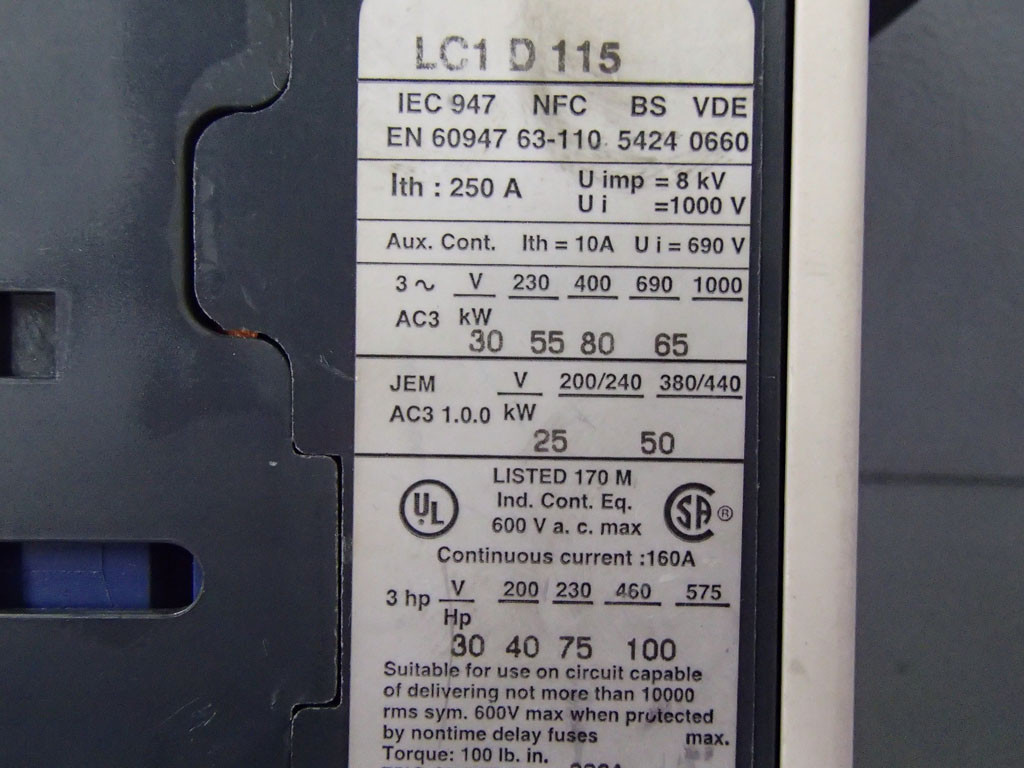 LC1 D 115
IEC 947 NFC BS VDE
EN 60947 63-110 5424 0660
Ith : 250 A U imp = 8 kV
U i =1000 V
Aux. Cont. Ith = 10A U i = 690 V
3 ~ V 230 400 690 1000
AC3 kW
30 55 80 65
JEM V 200/240 380/440
AC3 1.0.0 kW
25 50
LISTED 170 M
UL Ind. Cont. Eq. SA ®
600 V a. c. max
Continuous current :160A
3 hp V 200 230 460 575
Hp
30 40 75 100
Suitable for use on circuit capable
of delivering not more than 10000
rms sym. 600V max when protected
by nontime delay fuses max.
Torque: 100 lb. in.